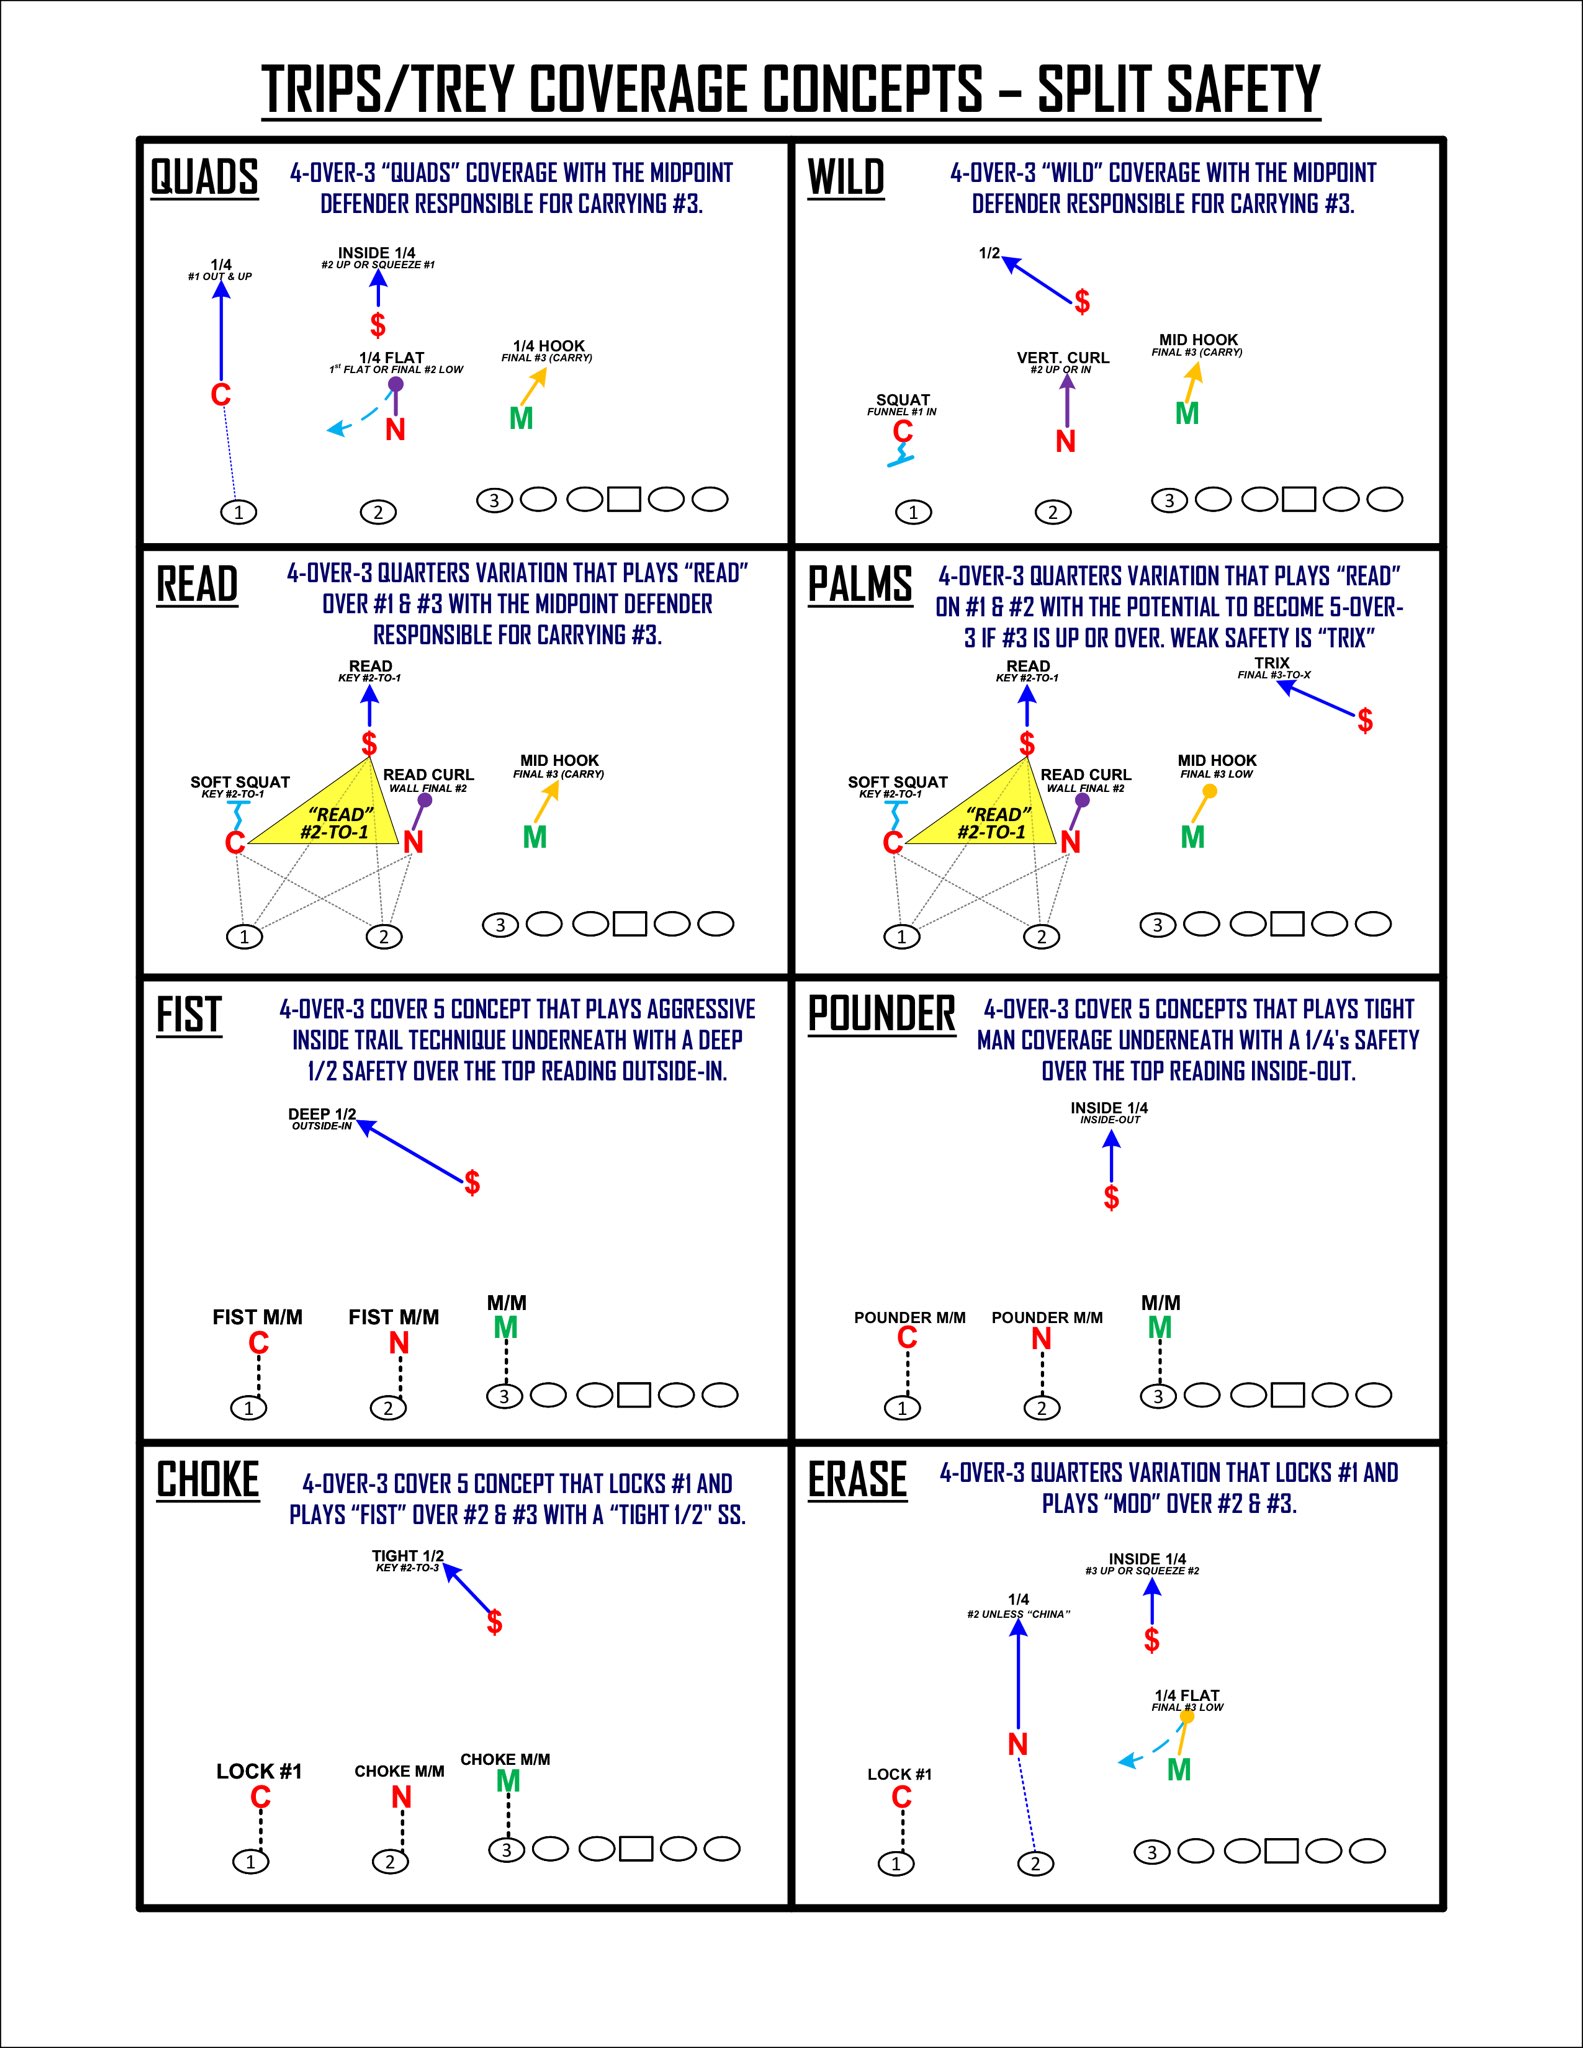 TRIPS/TREY COVERAGE CONCEPTS – SPLIT SAFETY
QUADS
4-OVER-3 “QUADS” COVERAGE WITH THE MIDPOINT
DEFENDER RESPONSIBLE FOR CARRYING #3.
1/4
#1 OUT & UP
INSIDE 1/4
#2 UP OR SQUEEZE #1
$
1/4 FLAT
1st FLAT OR FINAL #2 LOW
1/4 HOOK
FINAL #3 (CARRY)
C
N
M
1
2
3
WILD
4-OVER-3 “WILD” COVERAGE WITH THE MIDPOINT
DEFENDER RESPONSIBLE FOR CARRYING #3.
1/2
$
VERT. CURL
#2 UP OR IN
MID HOOK
FINAL #3 (CARRY)
SQUAT
FUNNEL #1 IN
C
N
M
1
2
3
READ
4-OVER-3 QUARTERS VARIATION THAT PLAYS “READ”
OVER #1 & #3 WITH THE MIDPOINT DEFENDER
RESPONSIBLE FOR CARRYING #3.
READ
KEY #2-TO-1
$
SOFT SQUAT
KEY #2-TO-1
READ CURL
WALL FINAL #2
MID HOOK
FINAL #3 (CARRY)
“READ”
#2-TO-1
C
N
M
1
2
3
PALMS
4-OVER-3 QUARTERS VARIATION THAT PLAYS “READ”
ON #1 & #2 WITH THE POTENTIAL TO BECOME 5-OVER-
3 IF #3 IS UP OR OVER. WEAK SAFETY IS “TRIX”
READ
KEY #2-TO-1
TRIX
FINAL #3-TO-X
$
$
SOFT SQUAT
KEY #2-TO-1
READ CURL
WALL FINAL #2
MID HOOK
FINAL #3 LOW
“READ”
#2-TO-1
C
N
M
1
2
3
FIST
4-OVER-3 COVER 5 CONCEPT THAT PLAYS AGGRESSIVE
INSIDE TRAIL TECHNIQUE UNDERNEATH WITH A DEEP
1/2 SAFETY OVER THE TOP READING OUTSIDE-IN.
DEEP 1/2
OUTSIDE-IN
$
FIST M/M
FIST M/M
M/M
C
N
M
1
2
3
POUNDER
4-OVER-3 COVER 5 CONCEPTS THAT PLAYS TIGHT
MAN COVERAGE UNDERNEATH WITH A 1/4's SAFETY
OVER THE TOP READING INSIDE-OUT.
INSIDE 1/4
INSIDE-OUT
$
POUNDER M/M
POUNDER M/M
M/M
C
N
M
1
2
3
CHOKE
4-OVER-3 COVER 5 CONCEPT THAT LOCKS #1 AND
PLAYS “FIST” OVER #2 & #3 WITH A “TIGHT 1/2" SS.
TIGHT 1/2
KEY #2-TO-3
$
LOCK #1
CHOKE M/M
CHOKE M/M
C
N
M
1
2
3
ERASE
4-OVER-3 QUARTERS VARIATION THAT LOCKS #1 AND
PLAYS “MOD” OVER #2 & #3.
INSIDE 1/4
#3 UP OR SQUEEZE #2
1/4
#2 UNLESS “CHINA”
$
1/4 FLAT
FINAL #3 LOW
N
M
LOCK #1
C
1
2
3